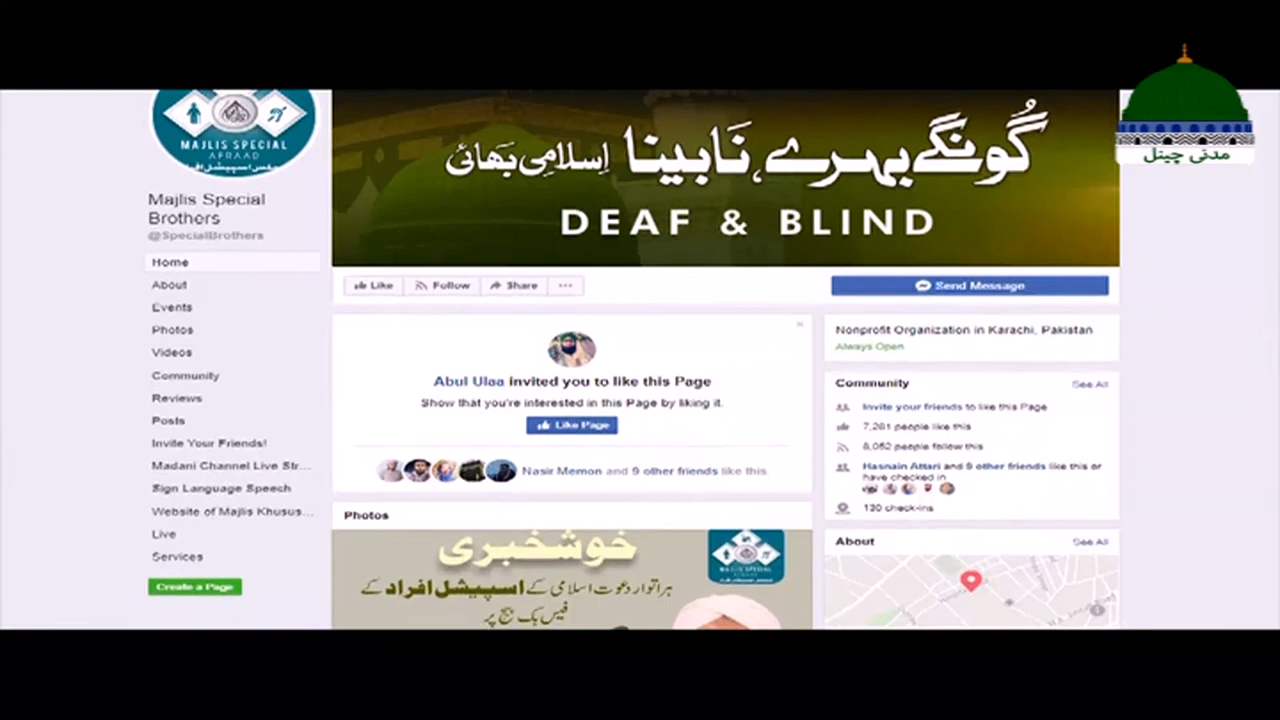 MAJLIS SPECIAL
AFRAAD
Majlis Special
Brothers
@SpecialBrothers
Home
About
Events
Photos
Videos
Community
Reviews
Posts
Invite Your Friends!
Madani Channel Live Str...
Sign Language Speech
Website of Majlis Khusus...
Live
Services
Create a Page
گونگے بہرے، نابینا اسلامی بھائی
DEAF & BLIND
Like Follow Share ...
Send Message
Abul Ulaa invited you to like this Page
Show that you're interested in this Page by liking it.
Like Page
Nasir Memon and 9 other friends like this
Photos
خوشخبری
ہر اتوار دعوت اسلامی کے اسپیشل افراد کے
فیس بک پیج پر
MAJLIS SPECIAL
Nonprofit Organization in Karachi, Pakistan
Always Open
Community See All
Invite your friends to like this Page
7,281 people like this
8,052 people follow this
Hasnain Attari and 9 other friends like this or
have checked in
130 check-ins
About See All
مدنی چینل